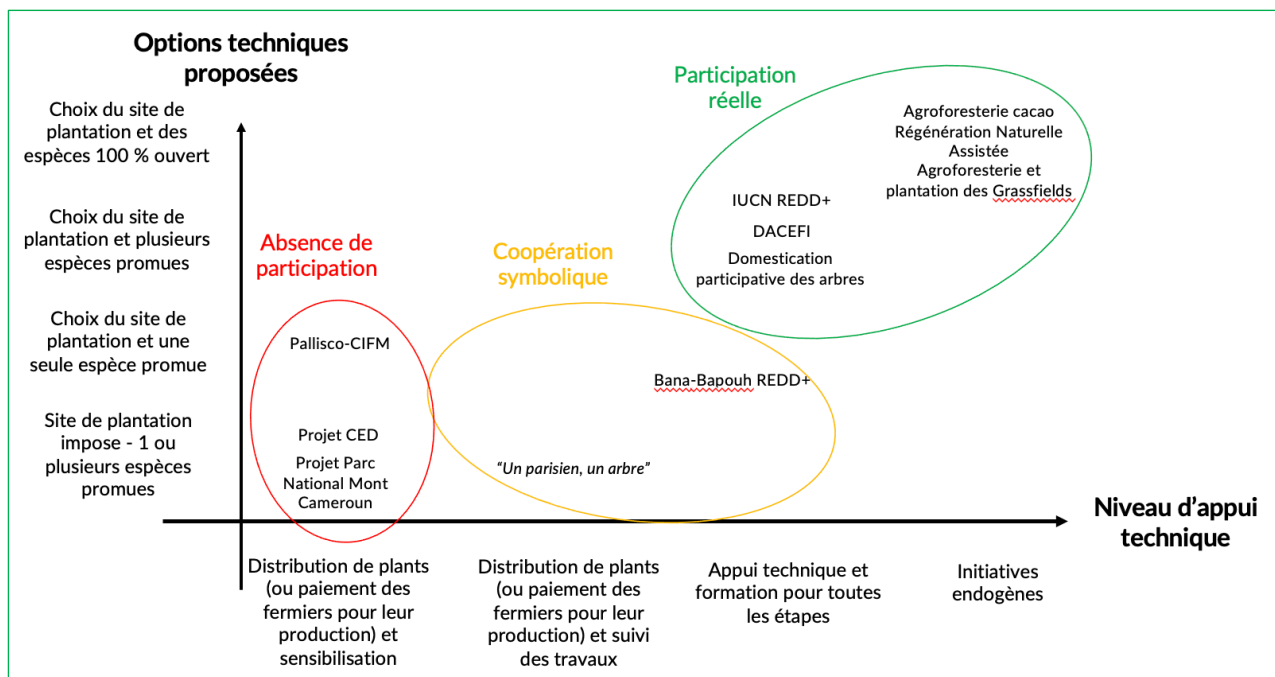 Options techniques
proposées
Choix du site de
plantation et des
espèces 100 % ouvert
Choix du site de
plantation et plusieurs
espèces promues
Choix du site de
plantation et une
seule espèce promue
Site de plantation
impose - 1 ou
plusieurs espèces
promues
Absence de
participation
Pallisco-CIFM
Projet CED
Projet Parc
National Mont
Cameroun
Coopération
symbolique
Bana-Bapouh REDD+
“Un parisien, un arbre”
Participation
réelle
Agroforesterie cacao
Régénération Naturelle
Assistée
Agroforesterie et
plantation des Grassfields
IUCN REDD+
DACEFI
Domestication
participative des arbres
Niveau d’appui
technique
Distribution de plants
(ou paiement des
fermiers pour leur
production) et
sensibilisation
Distribution de plants
(ou paiement des
fermiers pour leur
production) et suivi
des travaux
Appui technique et
formation pour toutes
les étapes
Initiatives
endogènes